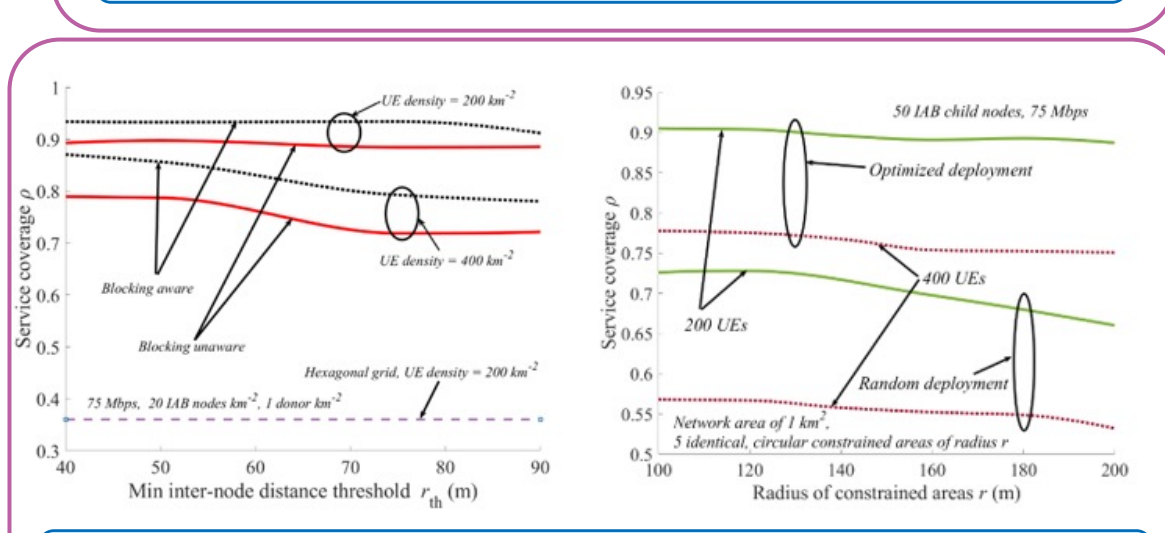 1
0.9
0.8
0.7
0.6
0.5
0.4
0.3
Service coverage ρ
UE density = 200 km⁻²
UE density = 400 km⁻²
Blocking aware
Blocking unaware
Hexagonal grid, UE density = 200 km⁻²
75 Mbps, 20 IAB nodes km⁻², 1 donor km⁻²
40 50 60 70 80 90
Min inter-node distance threshold r_th (m)
0.95
0.9
0.85
0.8
0.75
0.7
0.65
0.6
0.55
0.5
Service coverage ρ
50 IAB child nodes, 75 Mbps
Optimized deployment
400 UEs
200 UEs
Random deployment
Network area of 1 km²,
5 identical, circular constrained areas of radius r
100 120 140 160 180 200
Radius of constrained areas r (m)